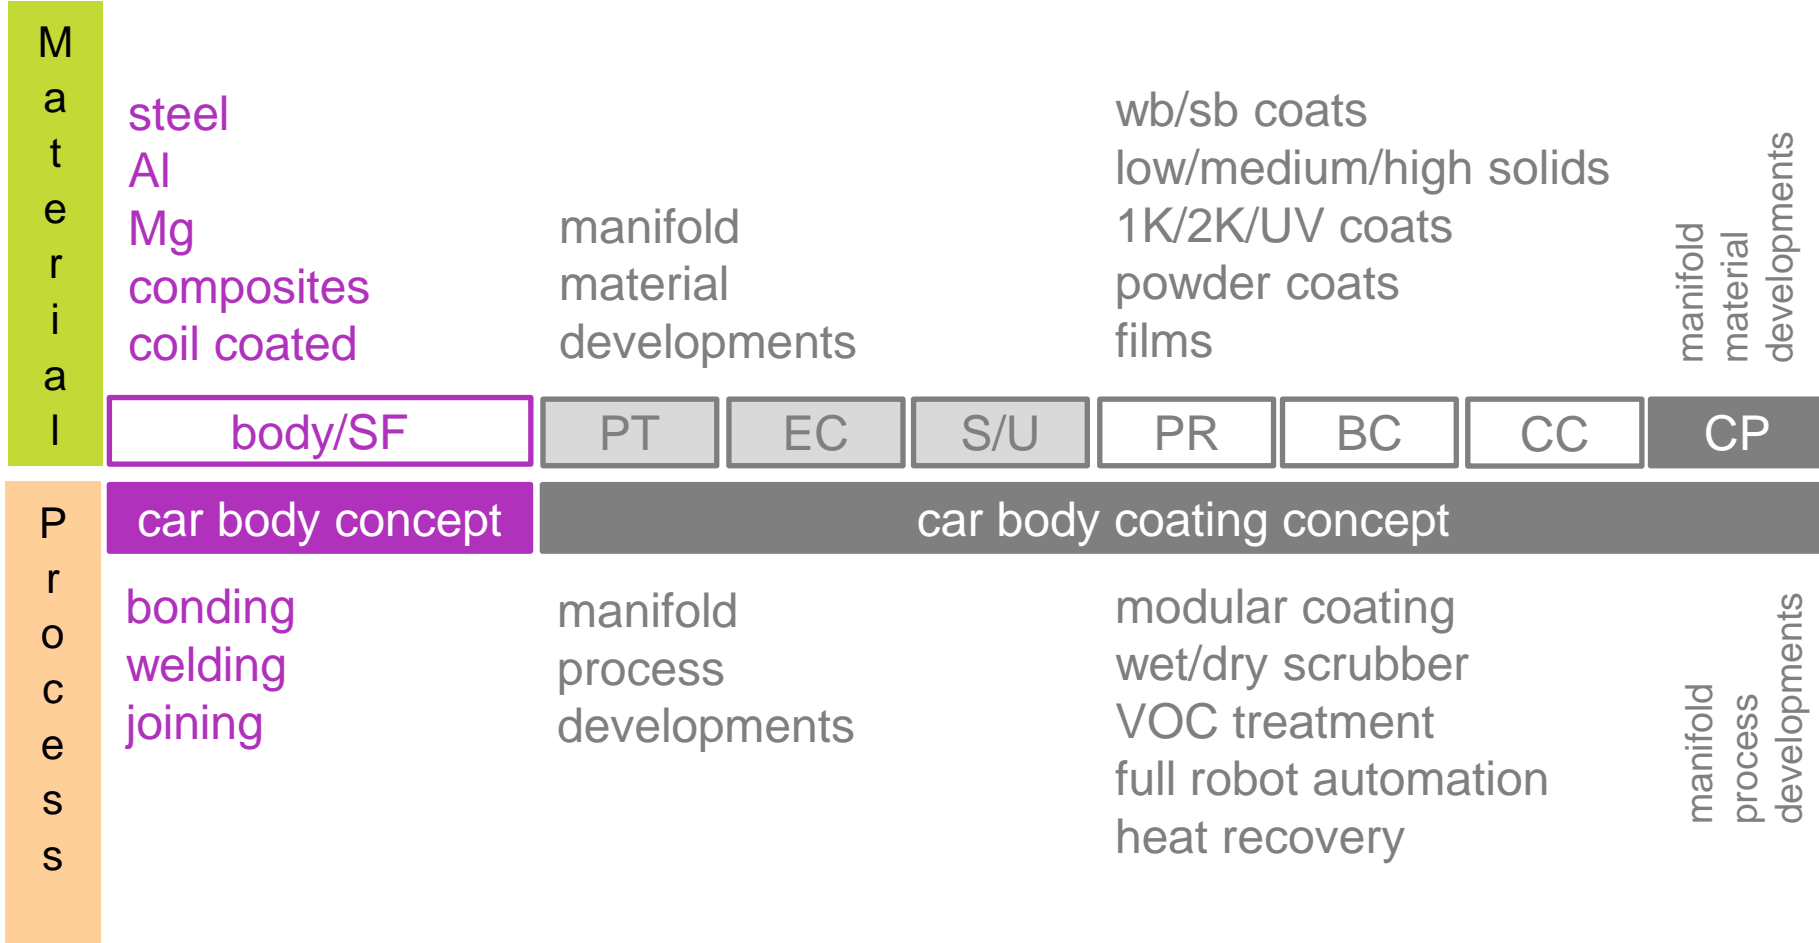 Material
steel
Al
Mg
composites
coil coated
manifold
material
developments
wb/sb coats
low/medium/high solids
1K/2K/UV coats
powder coats
films
manifold
material
developments
body/SF
PT
EC
S/U
PR
BC
CC
CP
Process
car body concept
car body coating concept
bonding
welding
joining
manifold
process
developments
modular coating
wet/dry scrubber
VOC treatment
full robot automation
heat recovery
manifold
process
developments